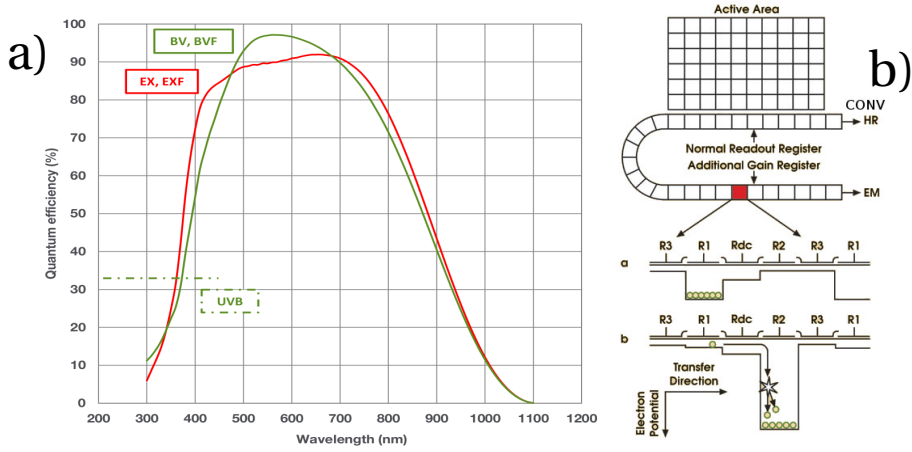 a)
BV, BVF
EX, EXF
UVB
Quantum efficiency (%)
100
90
80
70
60
50
40
30
20
10
0
200 300 400 500 600 700 800 900 1000 1100 1200
Wavelength (nm)
b)
Active Area
CONV
HR
Normal Readout Register
Additional Gain Register
EM
R3 R1 Rdc R2 R3 R1
a
R3 R1 Rdc R2 R3 R1
b
Transfer
Direction
Electron
Potential